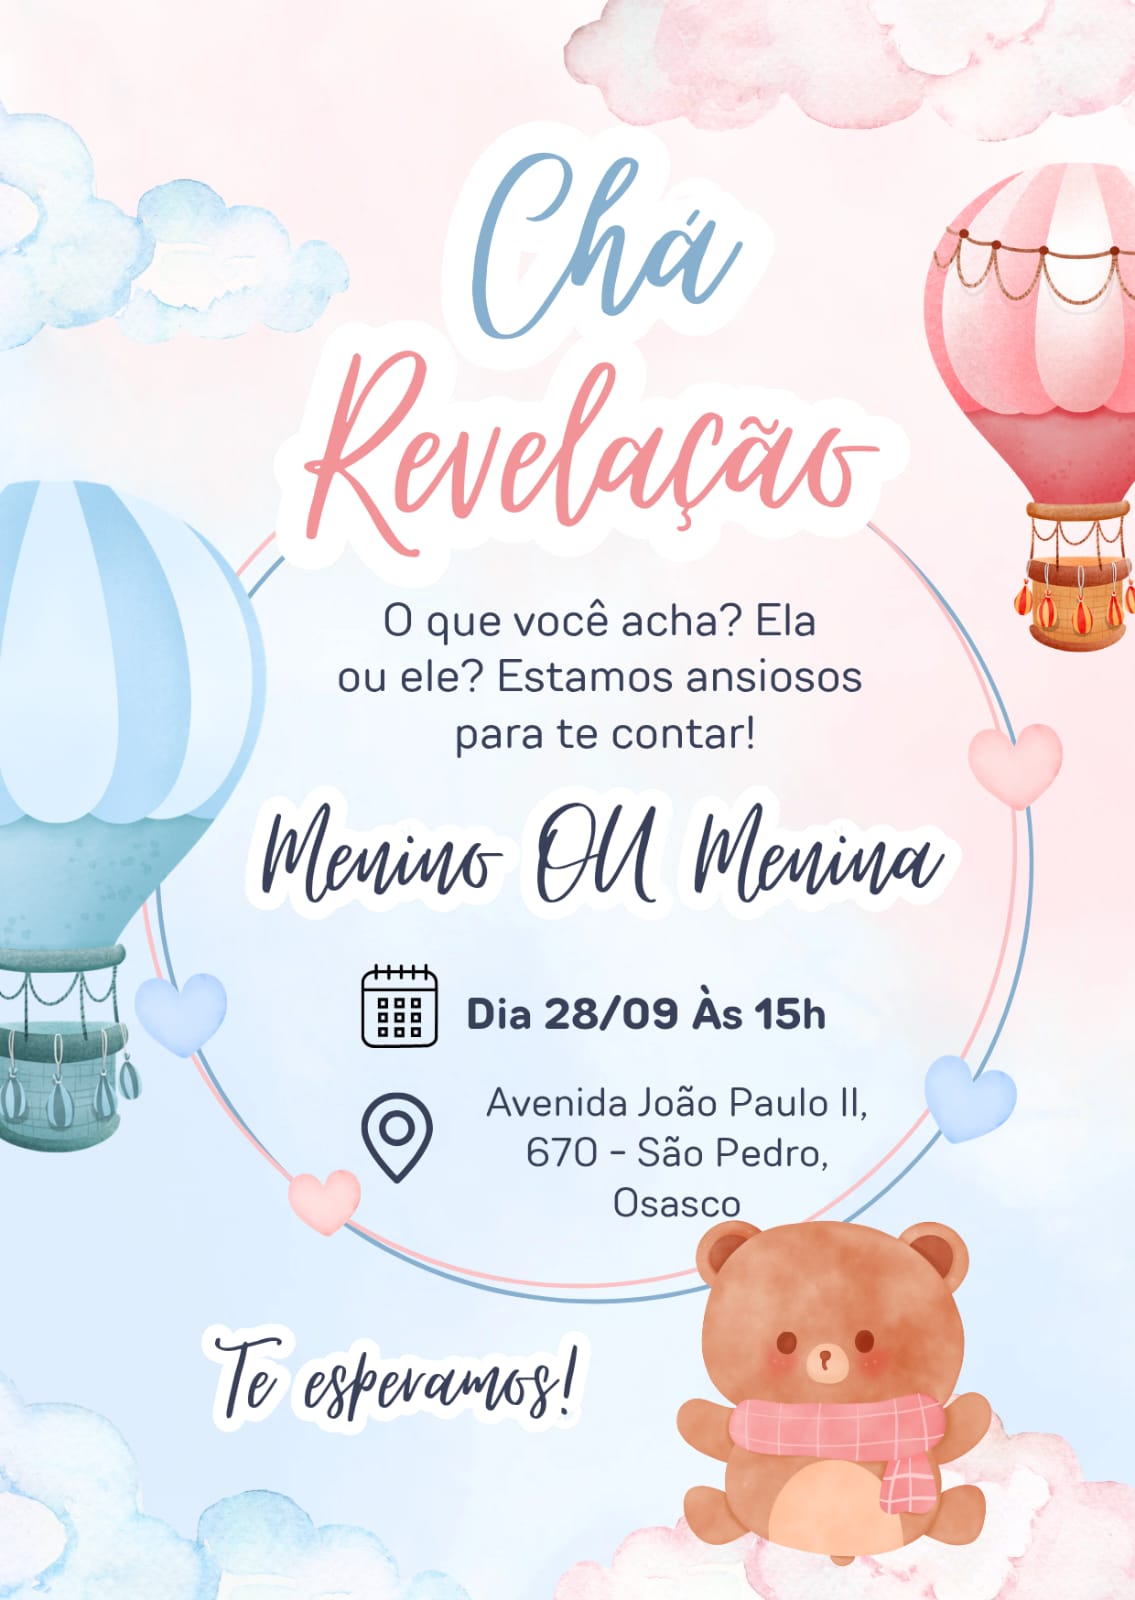 Chá
Revelação
O que você acha? Ela
ou ele? Estamos ansiosos
para te contar!
Menino OU Menina
Dia 28/09 Às 15h
Avenida João Paulo II,
670 - São Pedro,
Osasco
Te esperamos!